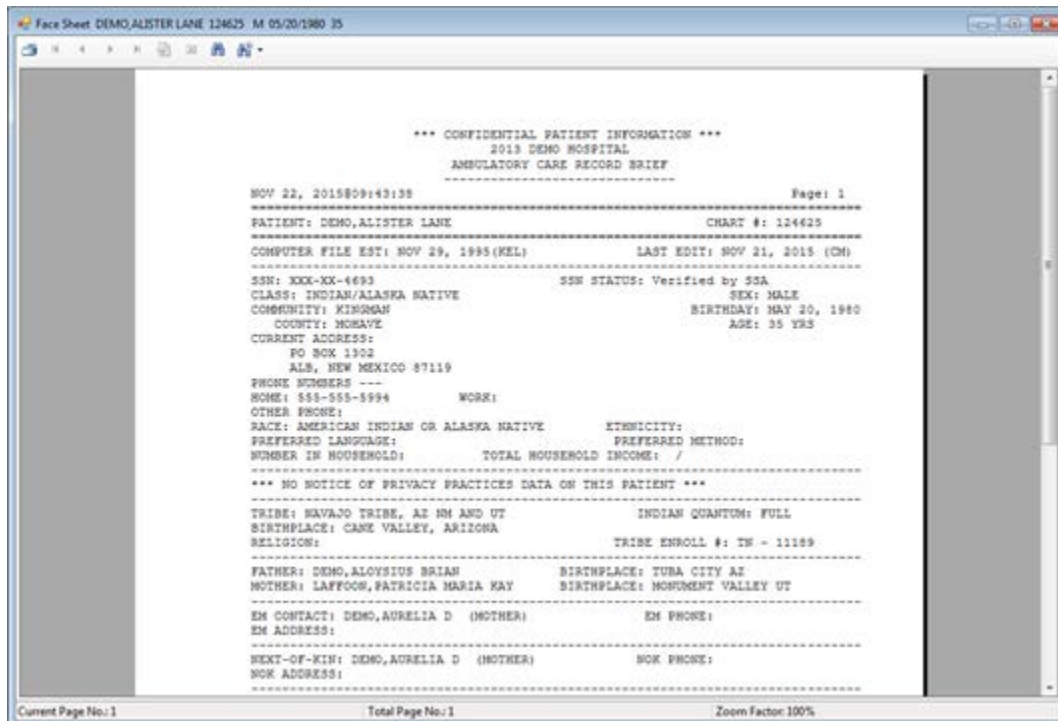 Face Sheet DEMO,ALISTER LANE 124625 M 05/20/1980 35
*** CONFIDENTIAL PATIENT INFORMATION ***
2013 DEMO HOSPITAL
AMBULATORY CARE RECORD BRIEF
------------------------------
NOV 22, 2015@09:43:38 Page: 1
PATIENT: DEMO,ALISTER LANE CHART #: 124625
COMPUTER FILE EST: NOV 29, 1995(KEL) LAST EDIT: NOV 21, 2015 (CM)
SSN: XXX-XX-4693 SSN STATUS: Verified by SSA
CLASS: INDIAN/ALASKA NATIVE SEX: MALE
COMMUNITY: KINGMAN BIRTHDAY: MAY 20, 1980
COUNTY: MOHAVE AGE: 35 YRS
CURRENT ADDRESS:
PO BOX 1302
ALB, NEW MEXICO 87119
PHONE NUMBERS ---
HOME: 555-555-5994 WORK:
OTHER PHONE:
RACE: AMERICAN INDIAN OR ALASKA NATIVE ETHNICITY:
PREFERRED LANGUAGE: PREFERRED METHOD:
NUMBER IN HOUSEHOLD: TOTAL HOUSEHOLD INCOME: /
*** NO NOTICE OF PRIVACY PRACTICES DATA ON THIS PATIENT ***
TRIBE: NAVAJO TRIBE, AZ NM AND UT INDIAN QUANTUM: FULL
BIRTHPLACE: CANE VALLEY, ARIZONA
RELIGION: TRIBE ENROLL #: TN - 11189
FATHER: DEMO,ALOYSIUS BRIAN BIRTHPLACE: TUBA CITY AZ
MOTHER: LAFFOON,PATRICIA MARIA KAY BIRTHPLACE: MONUMENT VALLEY UT
EM CONTACT: DEMO,AURELIA D (MOTHER) EM PHONE:
EM ADDRESS:
NEXT-OF-KIN: DEMO,AURELIA D (MOTHER) NOK PHONE:
NOK ADDRESS:
Current Page No.: 1 Total Page No.: 1 Zoom Factor: 100%